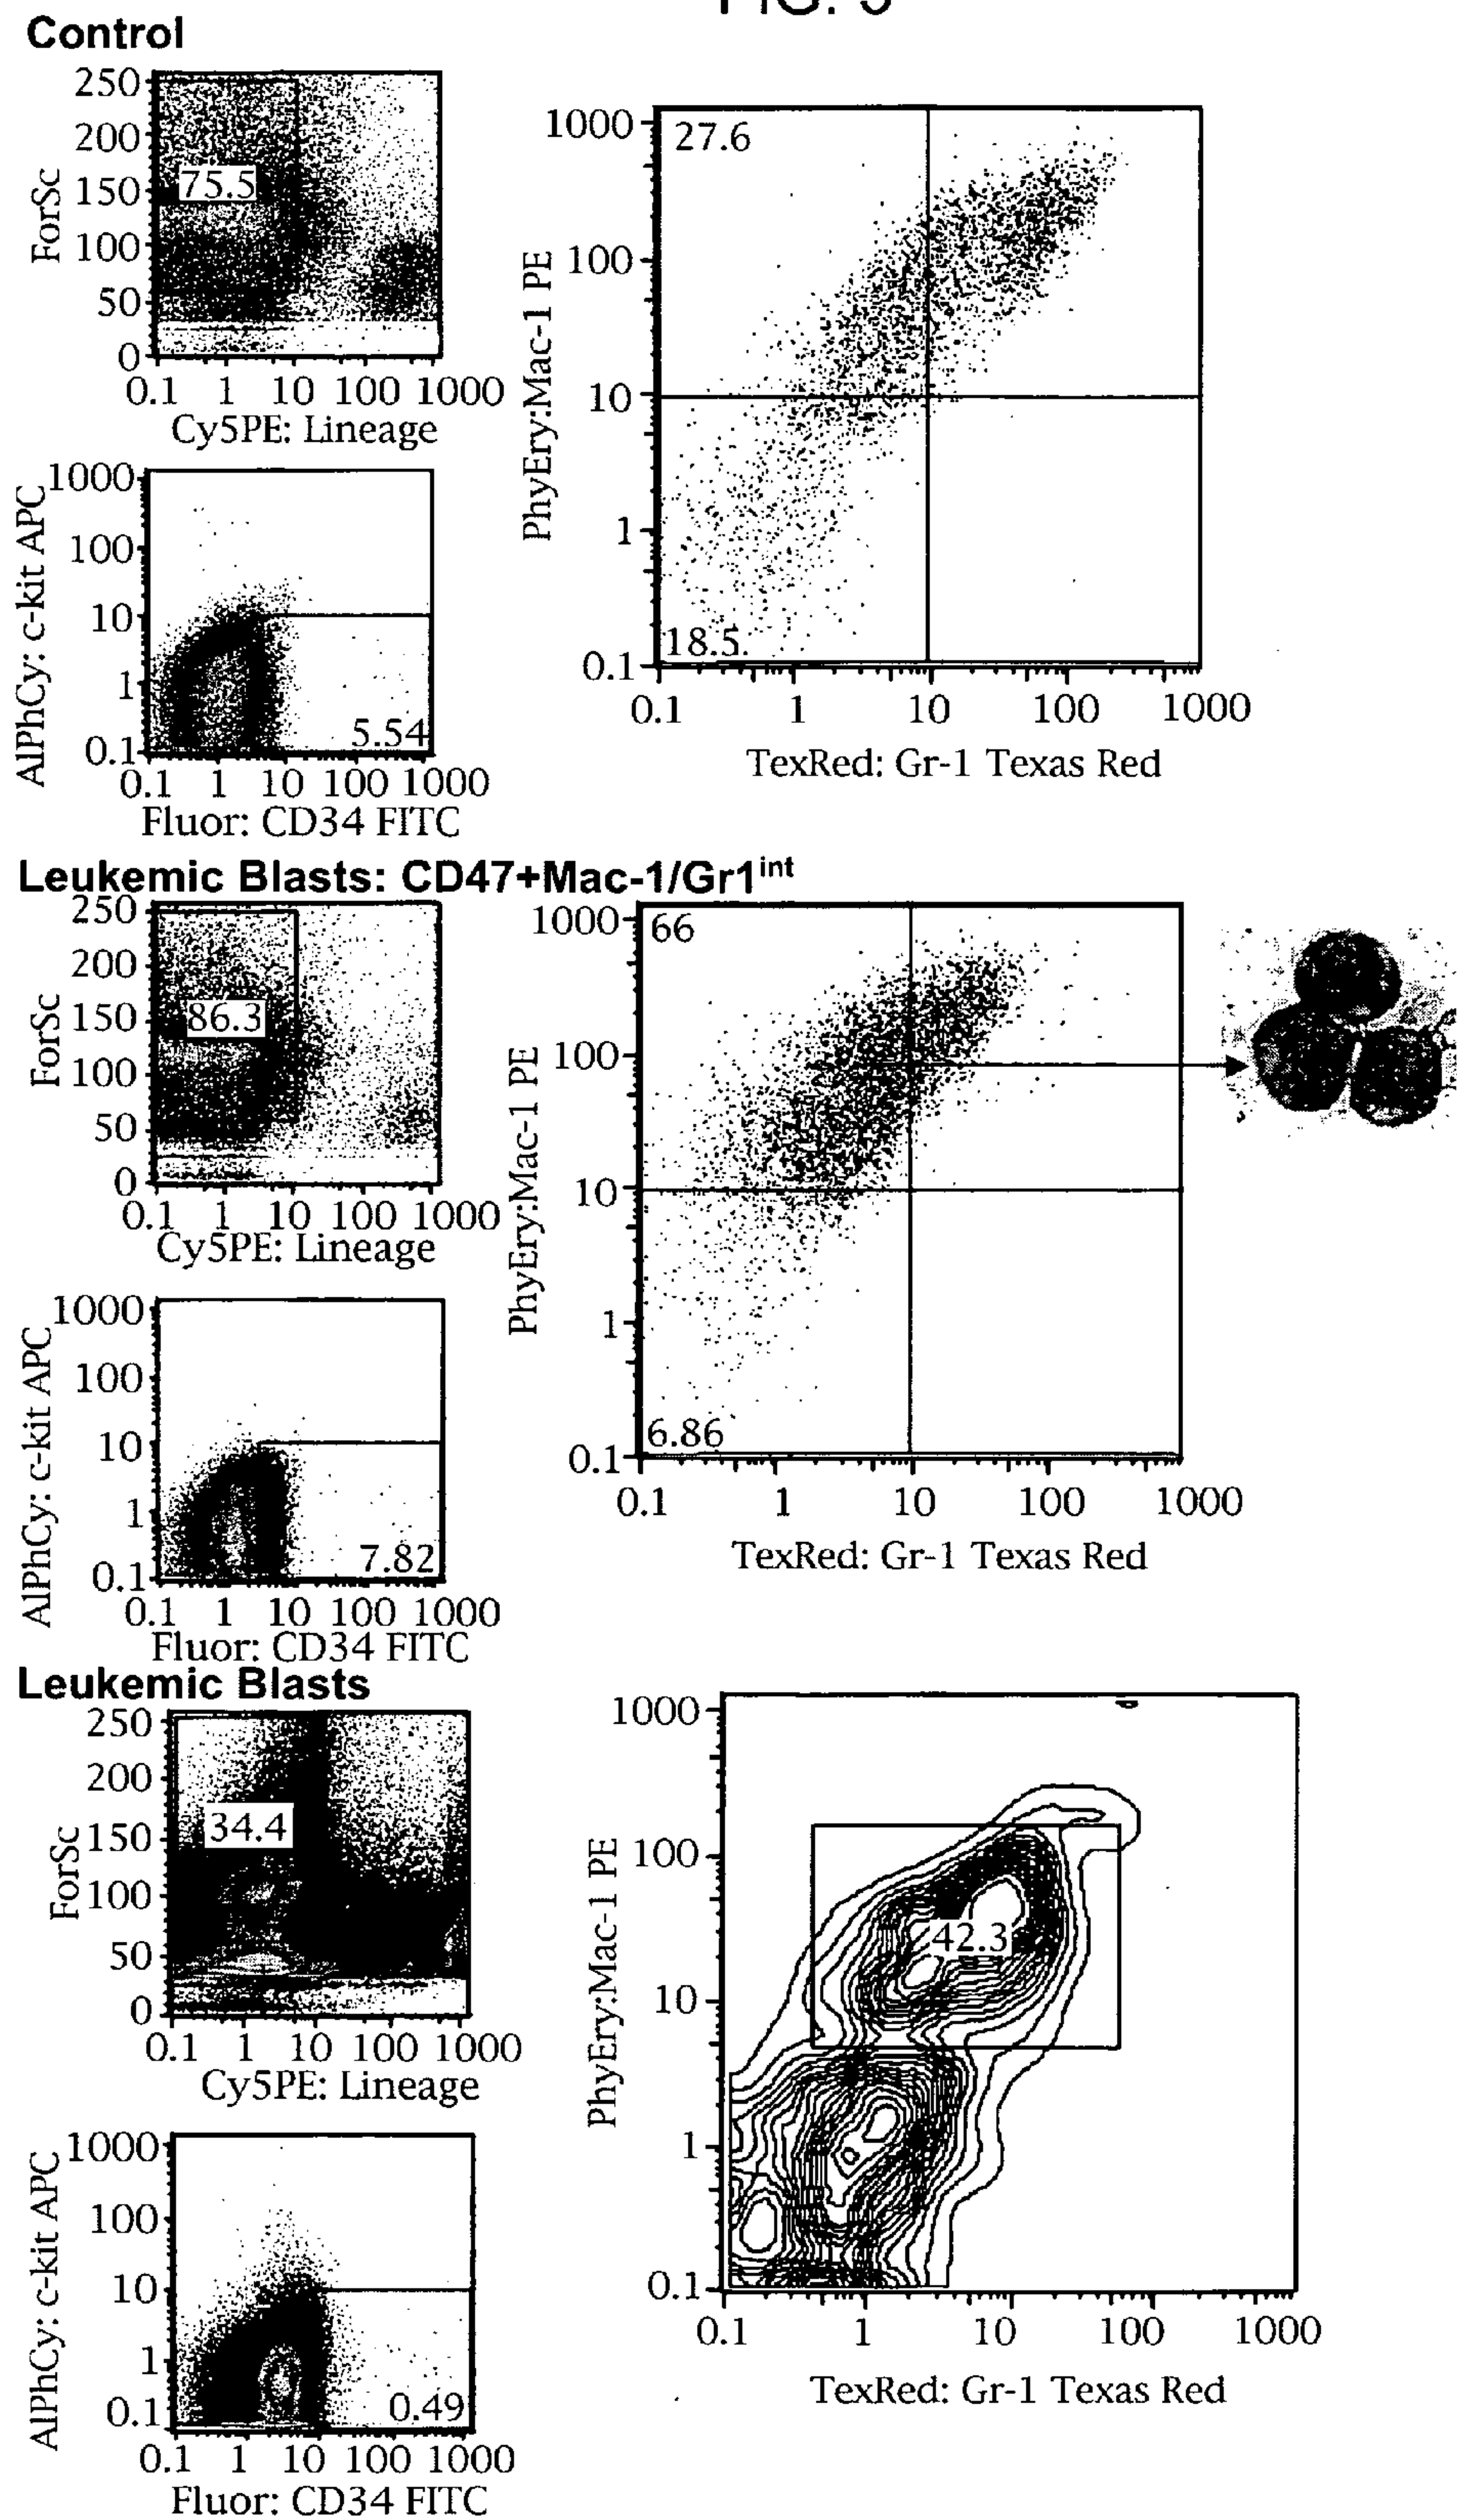 FIG. 5
Control
250
200
150
100
50
0
ForSc
75.5
0.1 1 10 100 1000
Cy5PE: Lineage
1000
100
10
1
0.1
PhyEry:Mac-1 PE
27.6
18.5
0.1 1 10 100 1000
TexRed: Gr-1 Texas Red
1000
100
10
1
0.1
AlPhCy: c-kit APC
5.54
0.1 1 10 100 1000
Fluor: CD34 FITC
Leukemic Blasts: CD47+Mac-1/Gr1int
250
200
150
100
50
0
ForSc
86.3
0.1 1 10 100 1000
Cy5PE: Lineage
1000
100
10
1
0.1
PhyEry:Mac-1 PE
66
6.86
0.1 1 10 100 1000
TexRed: Gr-1 Texas Red
1000
100
10
1
0.1
AlPhCy: c-kit APC
7.82
0.1 1 10 100 1000
Fluor: CD34 FITC
Leukemic Blasts
250
200
150
100
50
0
ForSc
34.4
0.1 1 10 100 1000
Cy5PE: Lineage
1000
100
10
1
0.1
PhyEry:Mac-1 PE
42.3
0.1 1 10 100 1000
TexRed: Gr-1 Texas Red
1000
100
10
1
0.1
AlPhCy: c-kit APC
0.49
0.1 1 10 100 1000
Fluor: CD34 FITC